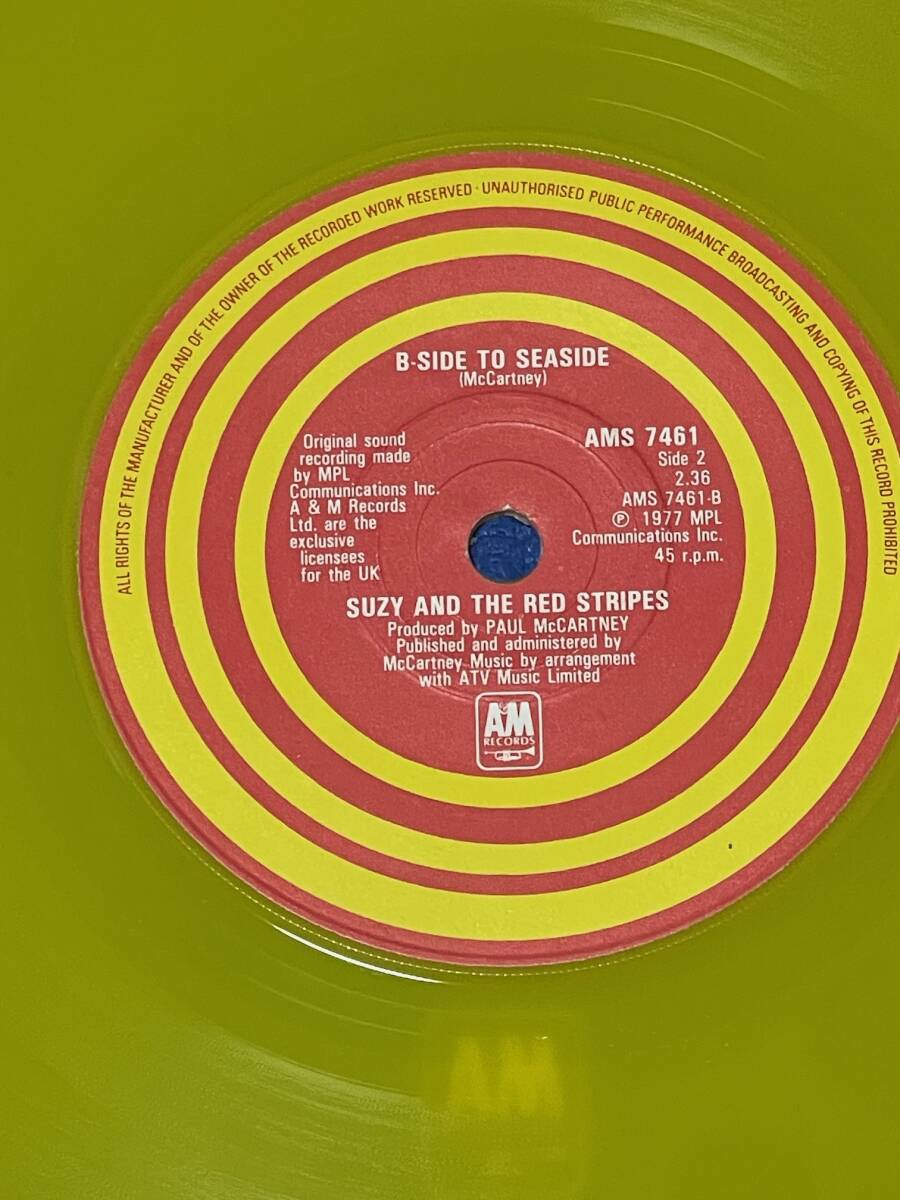 ALL RIGHTS OF THE MANUFACTURER AND OF THE OWNER OF THE RECORDED WORK RESERVED · UNAUTHORISED PUBLIC PERFORMANCE BROADCASTING AND COPYING OF THIS RECORD PROHIBITED
B-SIDE TO SEASIDE
(McCartney)
Original sound
recording made
by MPL
Communications Inc.
A & M Records
Ltd. are the
exclusive
licensees
for the UK
AMS 7461
Side 2
2.36
AMS 7461-B
℗ 1977 MPL
Communications Inc.
45 r.p.m.
SUZY AND THE RED STRIPES
Produced by PAUL McCARTNEY
Published and administered by
McCartney Music by arrangement
with ATV Music Limited
A&M
RECORDS
AM